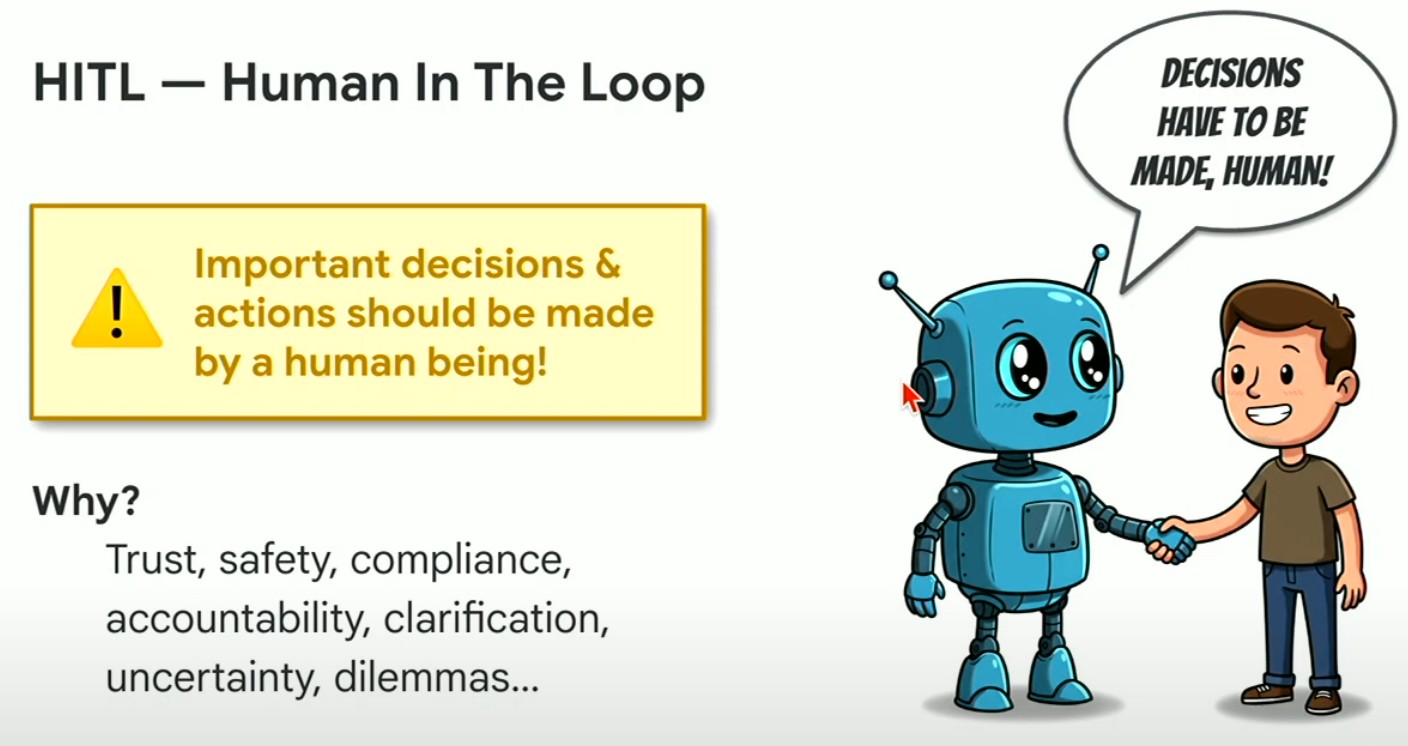 HITL — Human In The Loop
DECISIONS
HAVE TO BE
MADE, HUMAN!
Important decisions &
actions should be made
by a human being!
Why?
Trust, safety, compliance,
accountability, clarification,
uncertainty, dilemmas...